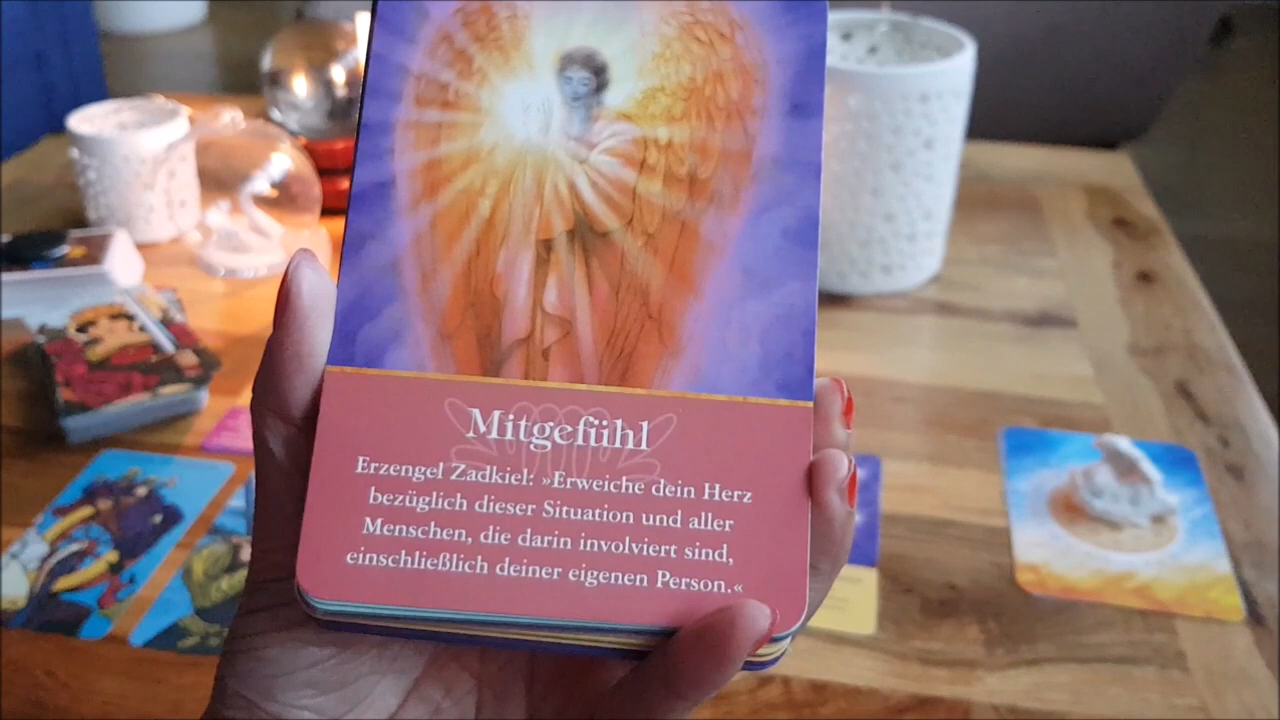 Mitgefühl
Erzengel Zadkiel: »Erweiche dein Herz
bezüglich dieser Situation und aller
Menschen, die darin involviert sind,
einschließlich deiner eigenen Person.«